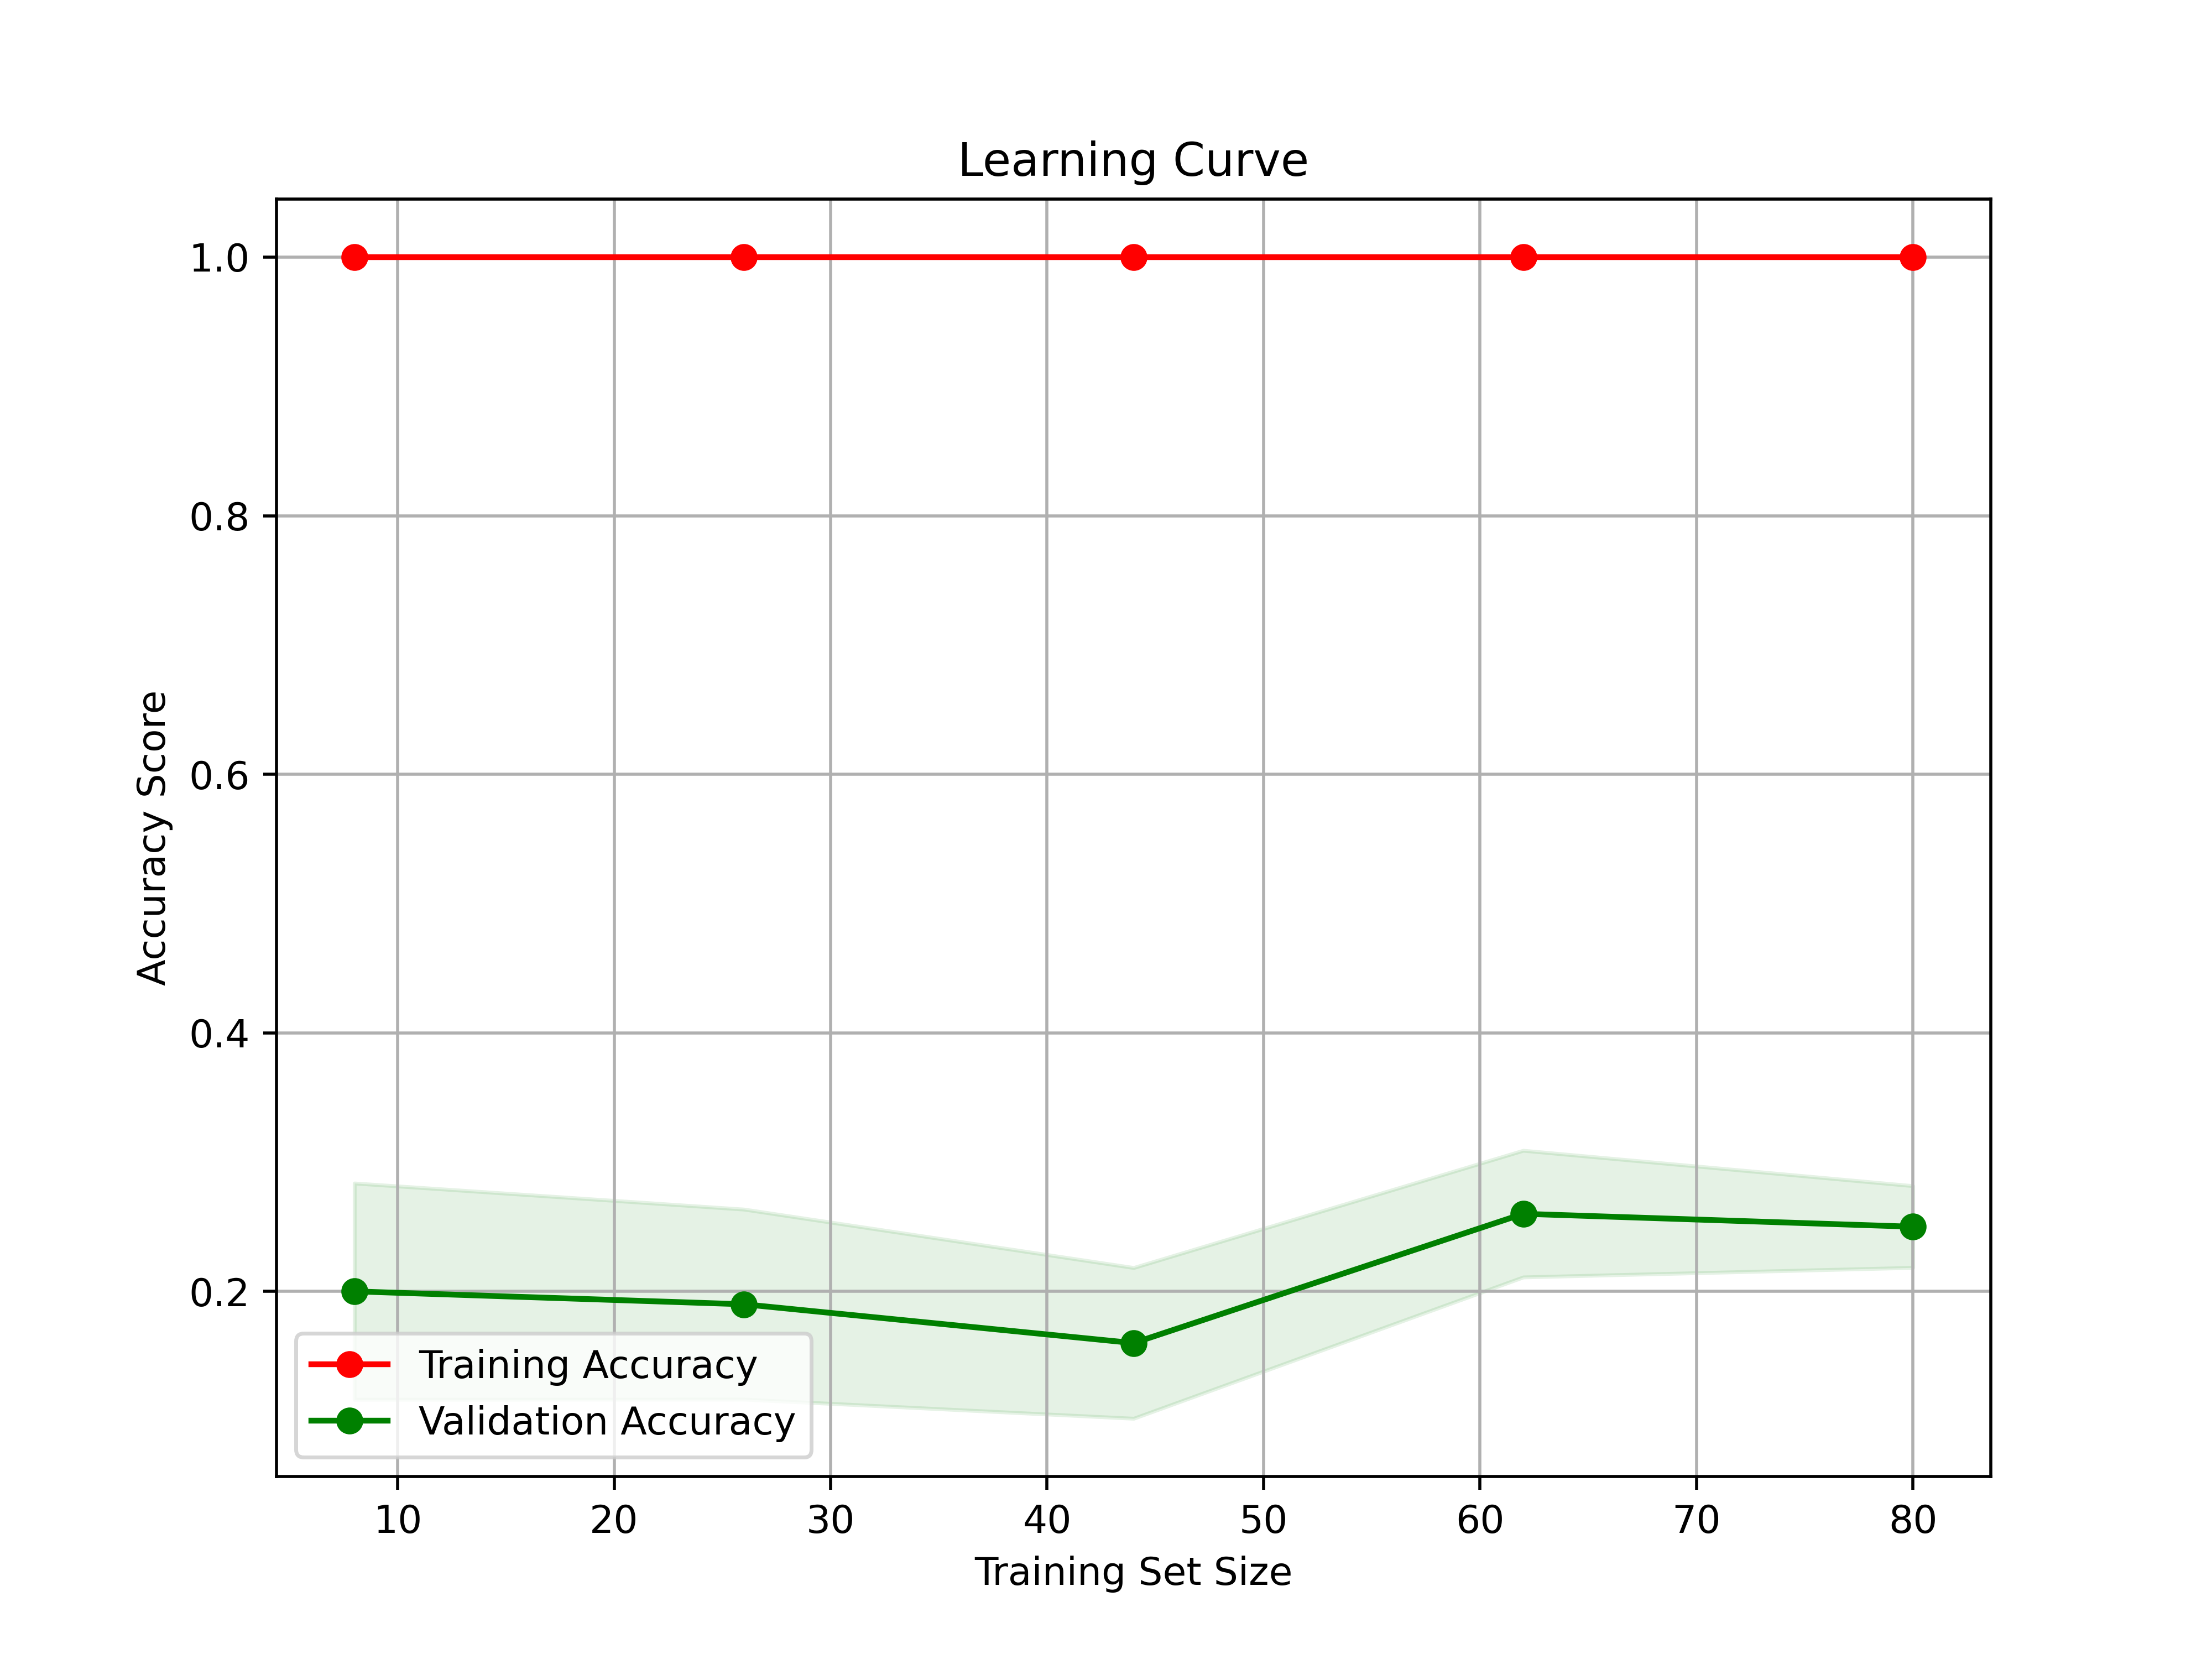 Learning Curve
Accuracy Score
1.0
0.8
0.6
0.4
0.2
Training Accuracy
Validation Accuracy
10 20 30 40 50 60 70 80
Training Set Size